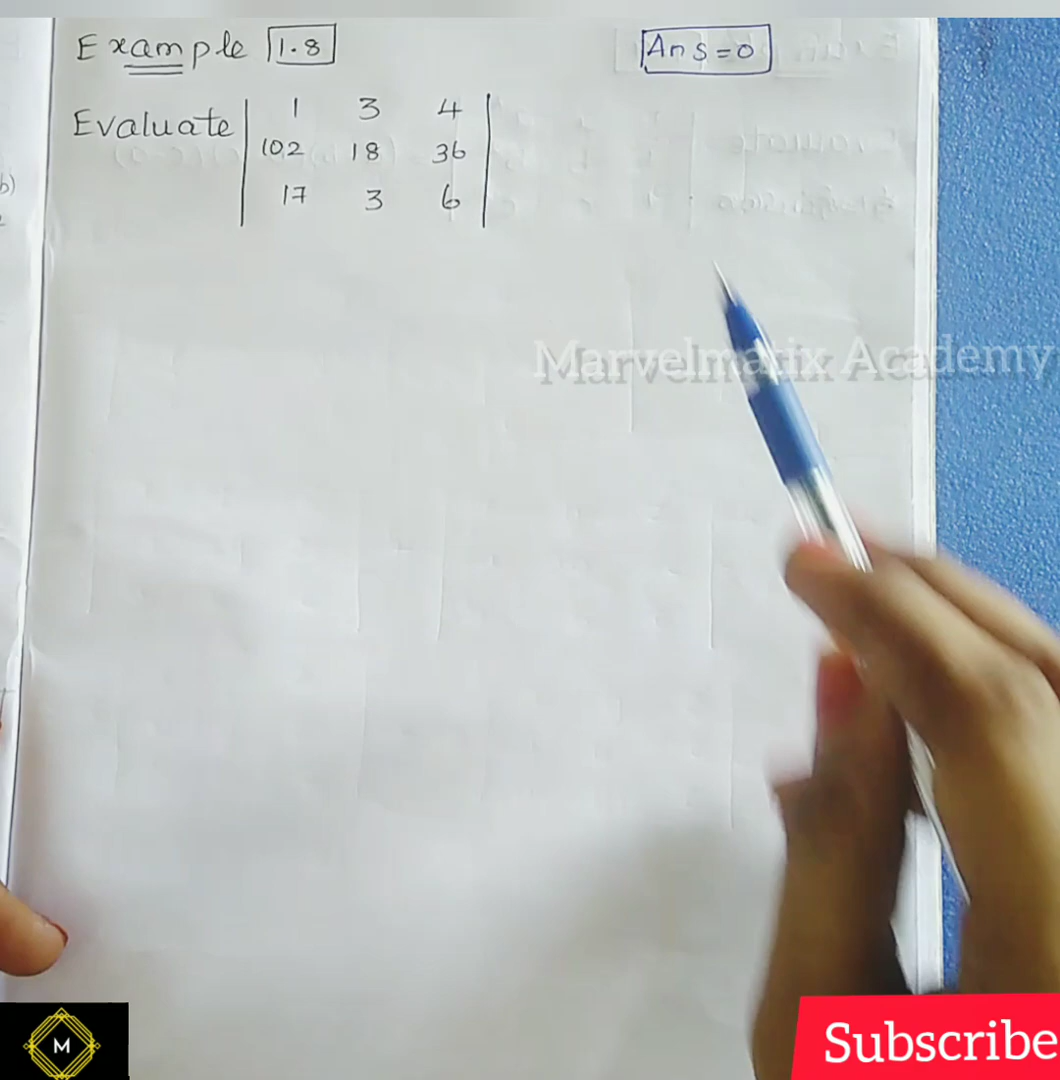 Example 1.8
Ans = 0
Evaluate
1 3 4
102 18 36
17 3 6
Marvelmatix Academy
b)
M
Subscribe